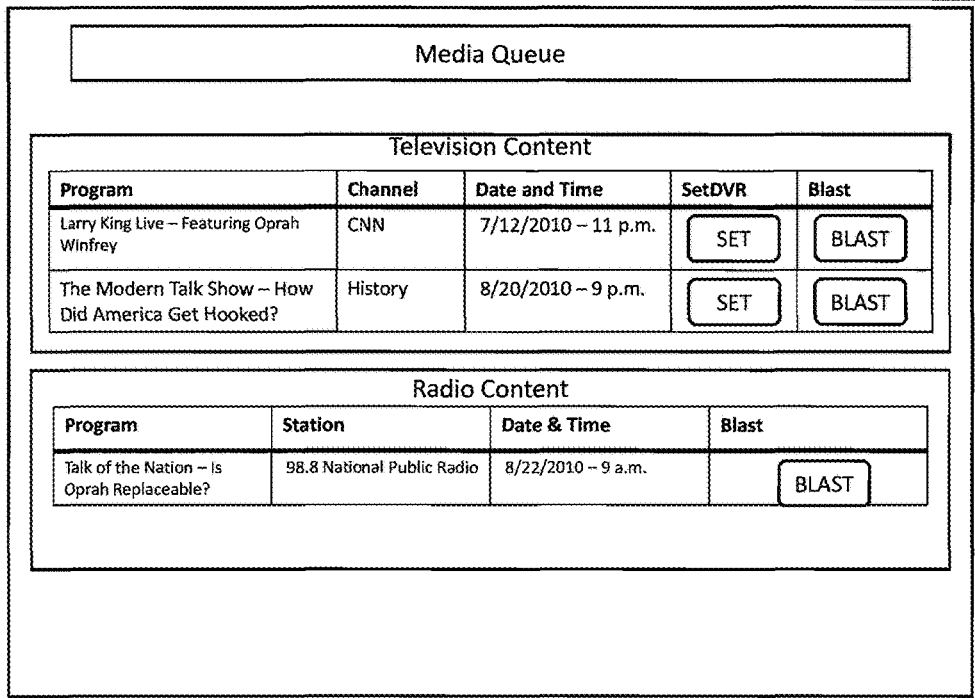 Media Queue
Television Content
Program Channel Date and Time SetDVR Blast
Larry King Live – Featuring Oprah
Winfrey
CNN 7/12/2010 – 11 p.m. SET BLAST
The Modern Talk Show – How
Did America Get Hooked?
History 8/20/2010 – 9 p.m. SET BLAST
Radio Content
Program Station Date & Time Blast
Talk of the Nation – Is
Oprah Replaceable?
98.8 National Public Radio 8/22/2010 – 9 a.m. BLAST